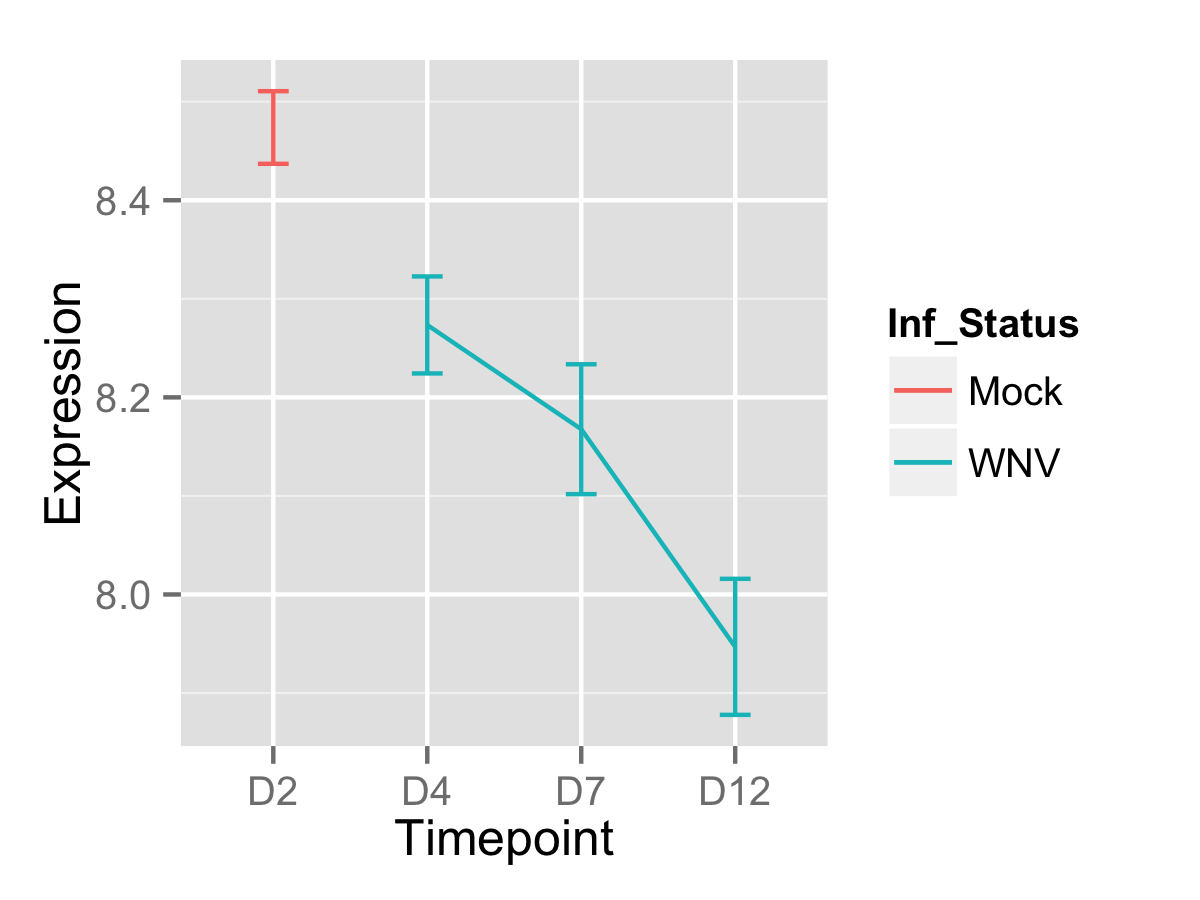 Expression
8.4
8.2
8.0
D2 D4 D7 D12
Timepoint
Inf_Status
Mock
WNV